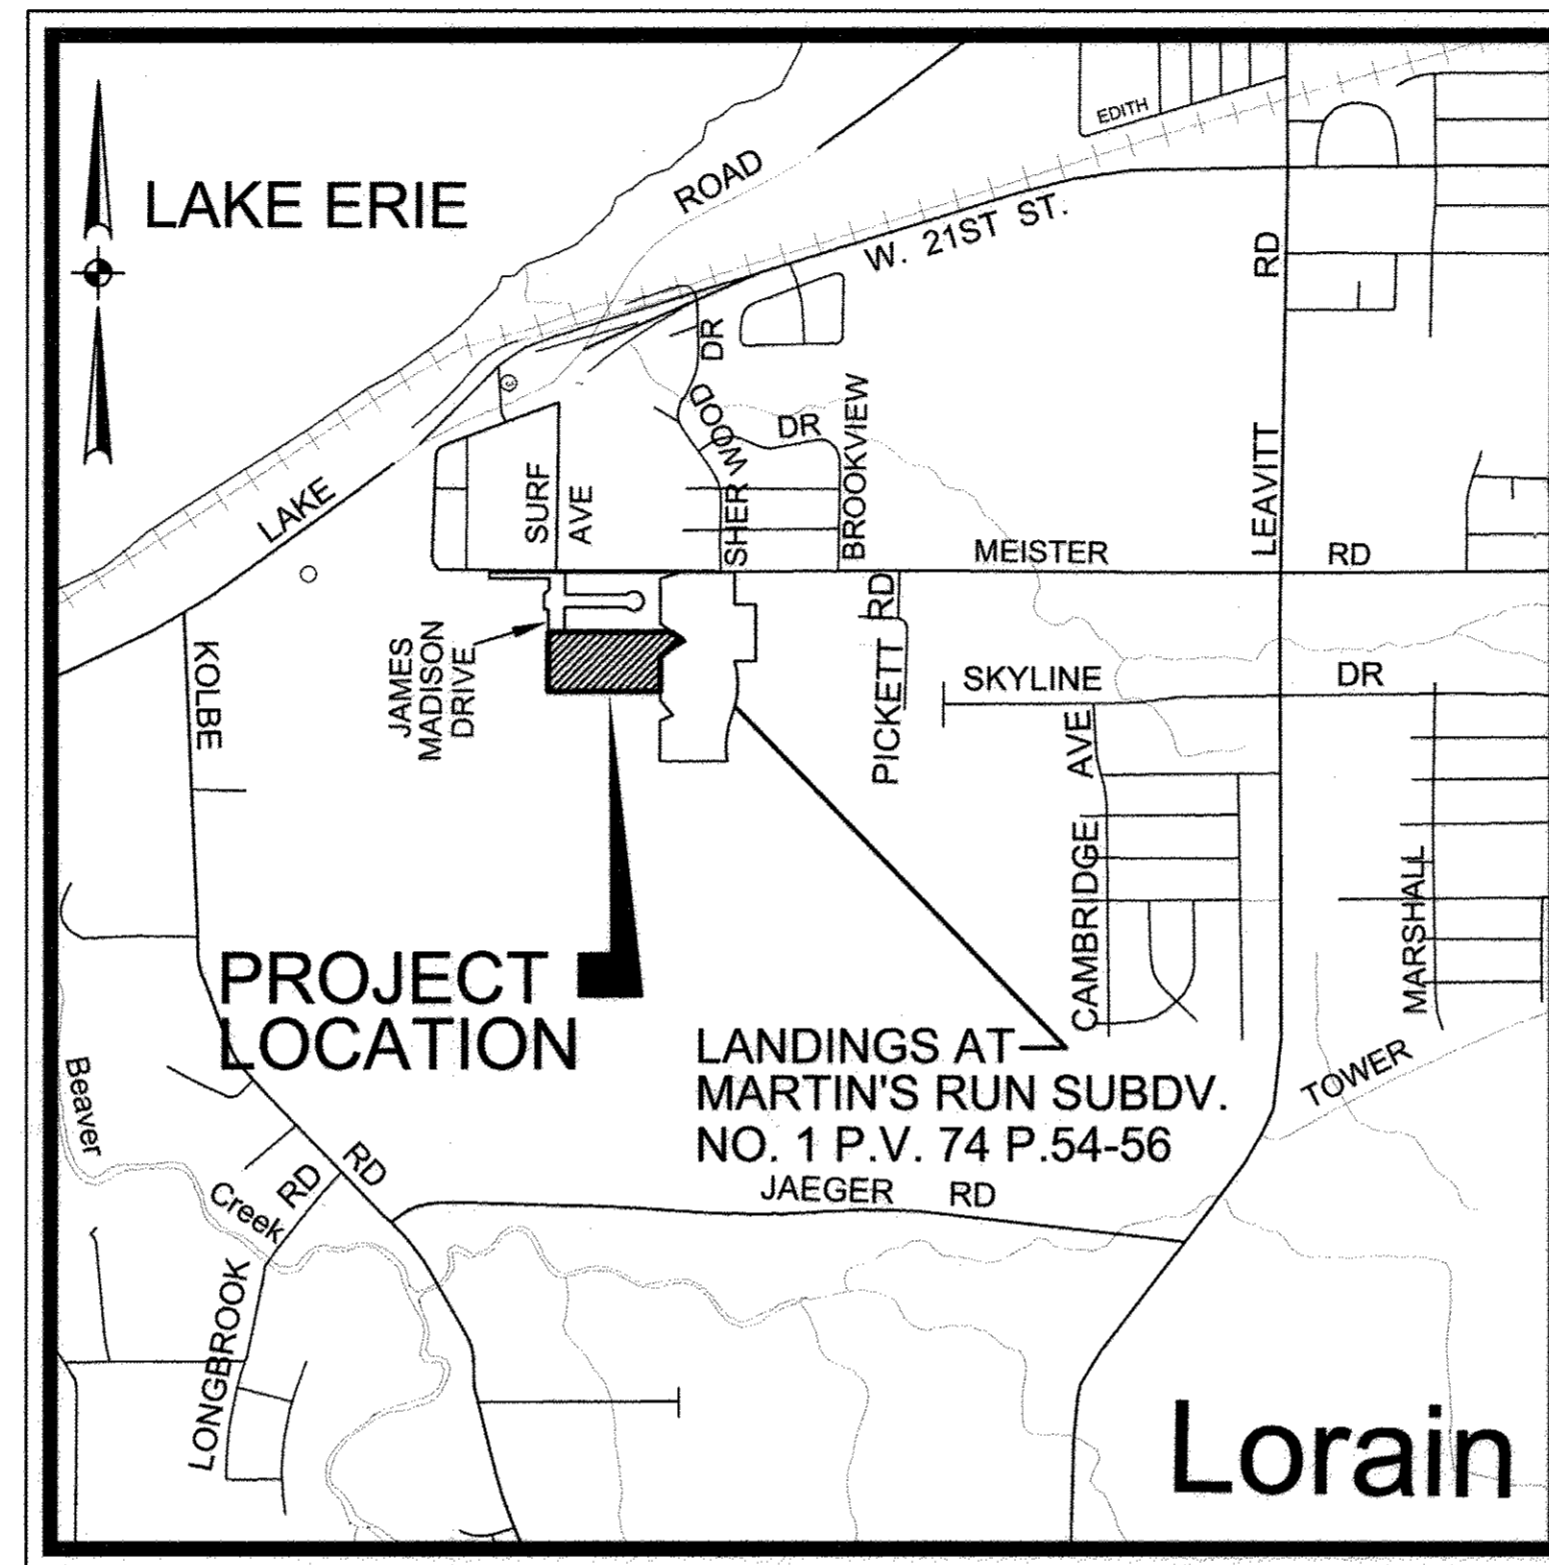 EDITH
ROAD
LAKE ERIE
W. 21ST ST.
RD
DR
SHERWOOD
DR
BROOKVIEW
LEAVITT
SURF
AVE
LAKE
3
MEISTER
RD
RD
PICKETT
JAMES
MADISON
DRIVE
KOLBE
SKYLINE
DR
AVE
CAMBRIDGE
MARSHALL
PROJECT
LOCATION
LANDINGS AT
MARTIN'S RUN SUBDV.
NO. 1 P.V. 74 P.54-56
TOWER
Beaver
Creek
RD
RD
JAEGER RD
LONGBROOK
Lorain